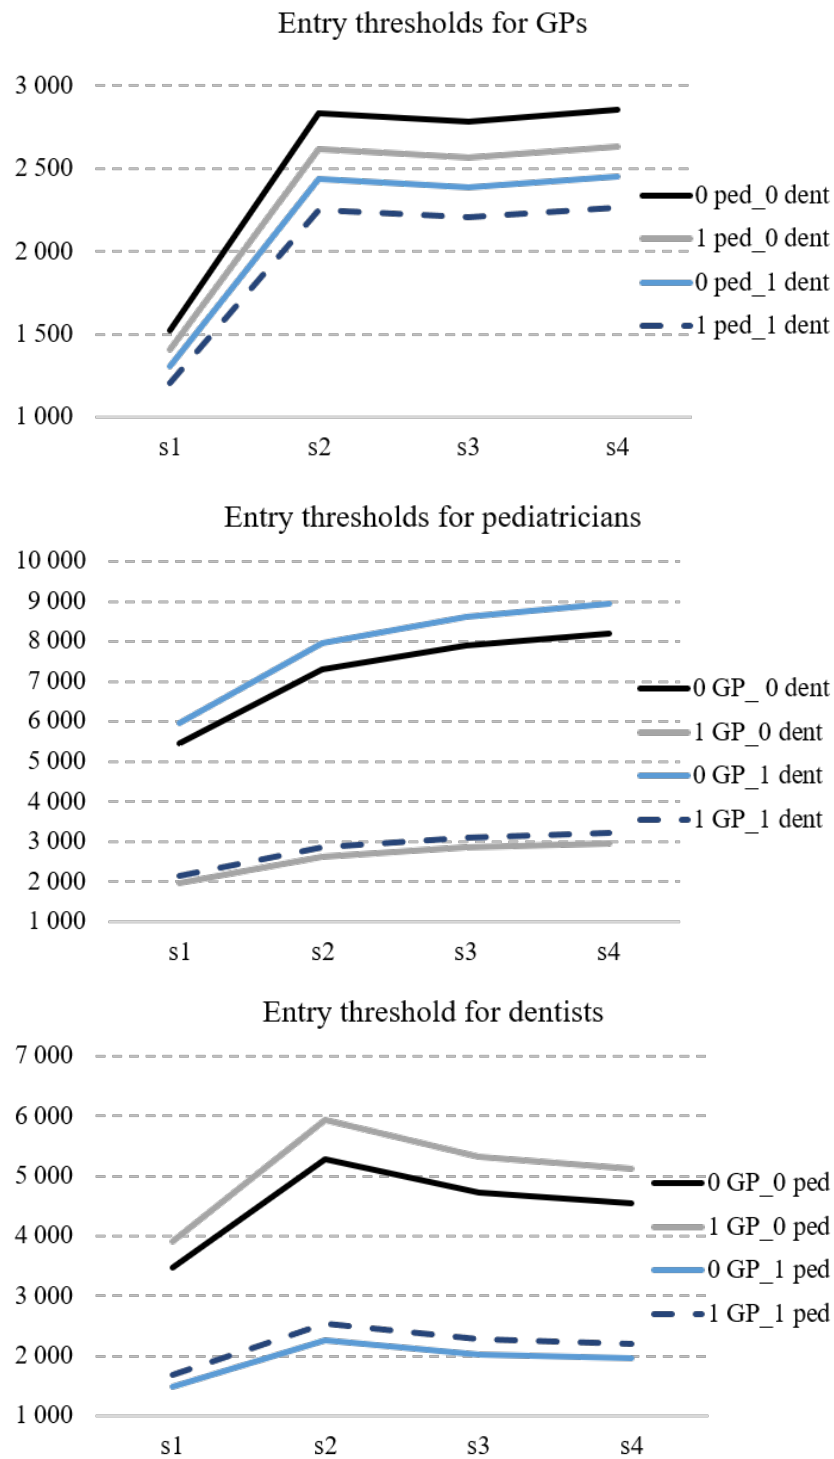 Entry thresholds for GPs
3 000
2 500
2 000
1 500
1 000
s1 s2 s3 s4
0 ped_0 dent
1 ped_0 dent
0 ped_1 dent
1 ped_1 dent
Entry thresholds for pediatricians
10 000
9 000
8 000
7 000
6 000
5 000
4 000
3 000
2 000
1 000
s1 s2 s3 s4
0 GP_ 0 dent
1 GP_0 dent
0 GP_1 dent
1 GP_1 dent
Entry threshold for dentists
7 000
6 000
5 000
4 000
3 000
2 000
1 000
s1 s2 s3 s4
0 GP_0 ped
1 GP_0 ped
0 GP_1 ped
1 GP_1 ped